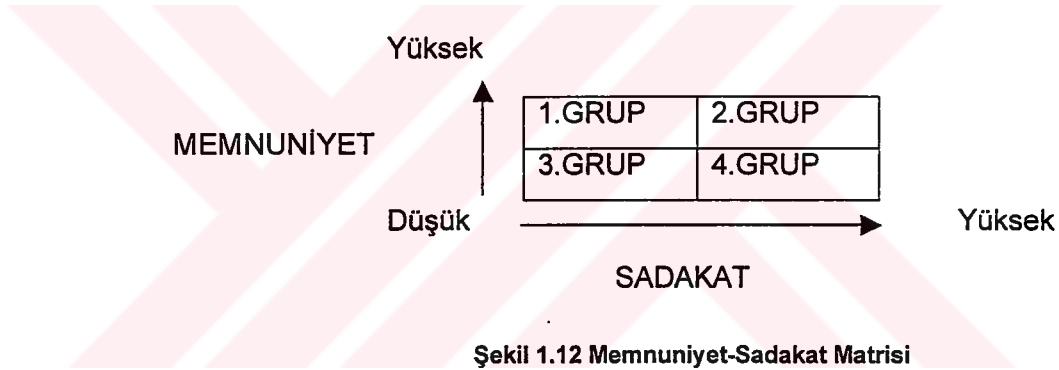 Yüksek
1.GRUP 2.GRUP
MEMNUNİYET
3.GRUP 4.GRUP
Düşük Yüksek
SADAKAT
Şekil 1.12 Memnuniyet-Sadakat Matrisi